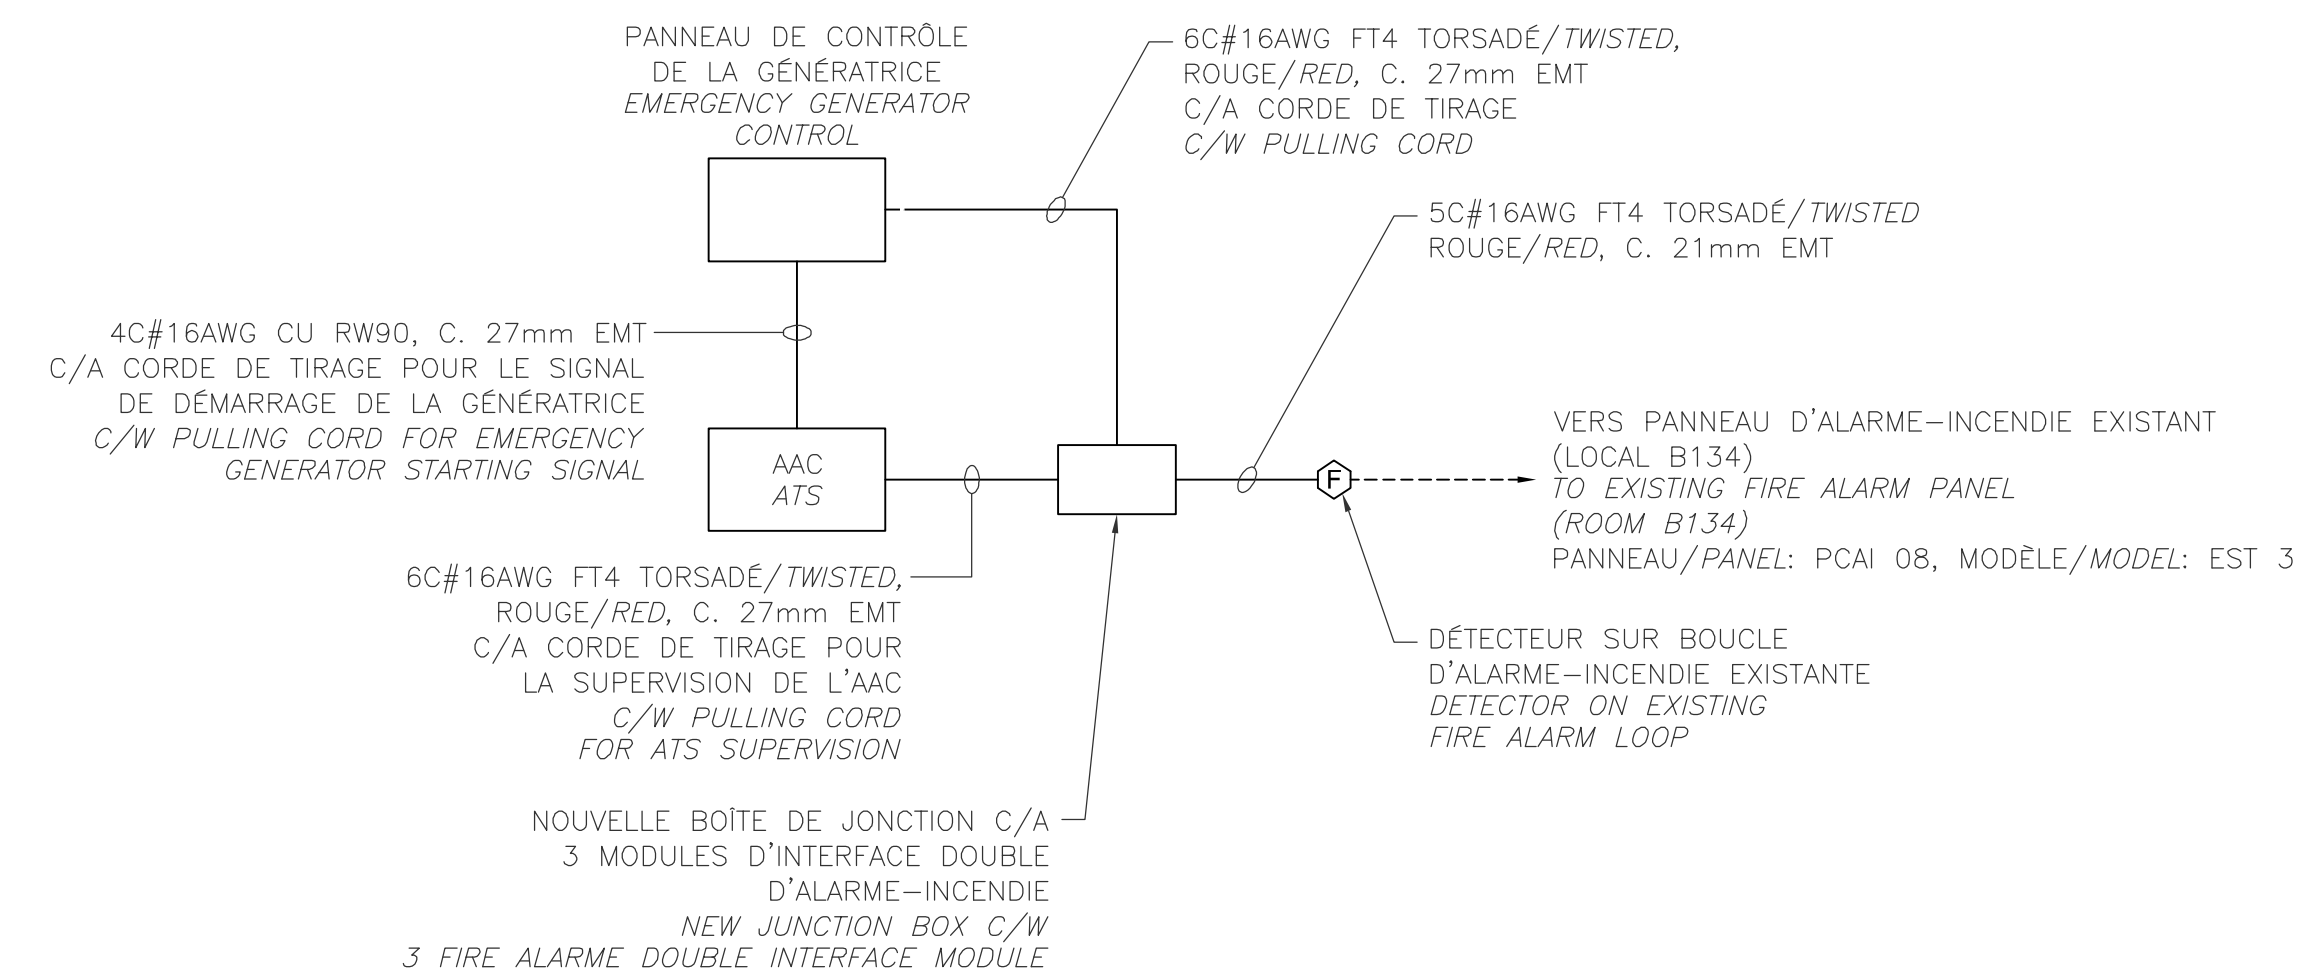 PANNEAU DE CONTRÔLE
DE LA GÉNÉRATRICE
EMERGENCY GENERATOR
CONTROL
6C#16AWG FT4 TORSADÉ/TWISTED,
ROUGE/RED, C. 27mm EMT
C/A CORDE DE TIRAGE
C/W PULLING CORD
5C#16AWG FT4 TORSADÉ/TWISTED
ROUGE/RED, C. 21mm EMT
4C#16AWG CU RW90, C. 27mm EMT
C/A CORDE DE TIRAGE POUR LE SIGNAL
DE DÉMARRAGE DE LA GÉNÉRATRICE
C/W PULLING CORD FOR EMERGENCY
GENERATOR STARTING SIGNAL
AAC
ATS
F
VERS PANNEAU D'ALARME-INCENDIE EXISTANT
(LOCAL B134)
TO EXISTING FIRE ALARM PANEL
(ROOM B134)
PANNEAU/PANEL: PCAI 08, MODÈLE/MODEL: EST 3
6C#16AWG FT4 TORSADÉ/TWISTED,
ROUGE/RED, C. 27mm EMT
C/A CORDE DE TIRAGE POUR
LA SUPERVISION DE L'AAC
C/W PULLING CORD
FOR ATS SUPERVISION
DÉTECTEUR SUR BOUCLE
D'ALARME-INCENDIE EXISTANTE
DETECTOR ON EXISTING
FIRE ALARM LOOP
NOUVELLE BOÎTE DE JONCTION C/A
3 MODULES D'INTERFACE DOUBLE
D'ALARME-INCENDIE
NEW JUNCTION BOX C/W
3 FIRE ALARME DOUBLE INTERFACE MODULE